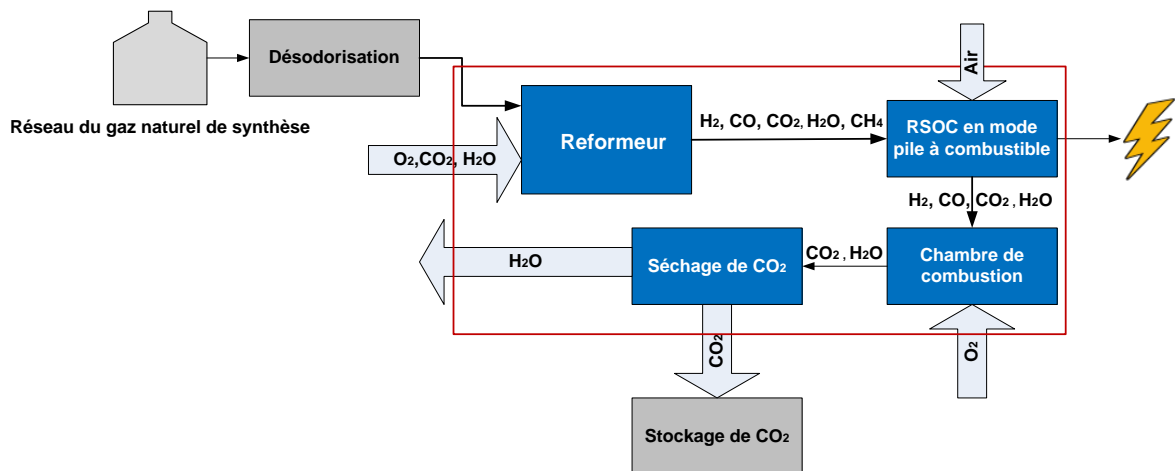 Désodorisation
Réseau du gaz naturel de synthèse
Air
Reformeur
H₂, CO, CO₂, H₂O, CH₄
RSOC en mode
pile à combustible
O₂,CO₂, H₂O
H₂, CO, CO₂ , H₂O
H₂O
Séchage de CO₂
CO₂ , H₂O
Chambre de
combustion
CO₂
O₂
Stockage de CO₂